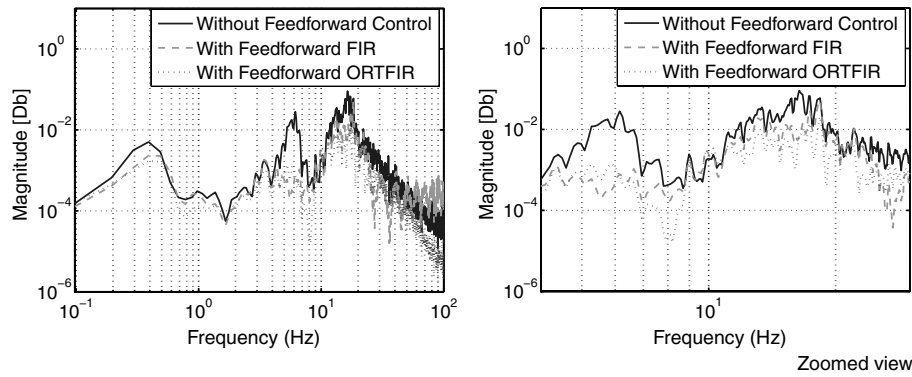 Without Feedforward Control
With Feedforward FIR
With Feedforward ORTFIR
Magnitude [Db]
10^0
10^-2
10^-4
10^-6
10^-1
10^0
10^1
10^2
Frequency (Hz)
Without Feedforward Control
With Feedforward FIR
With Feedforward ORTFIR
Magnitude [Db]
10^0
10^-2
10^-4
10^-6
10^1
Frequency (Hz)
Zoomed view